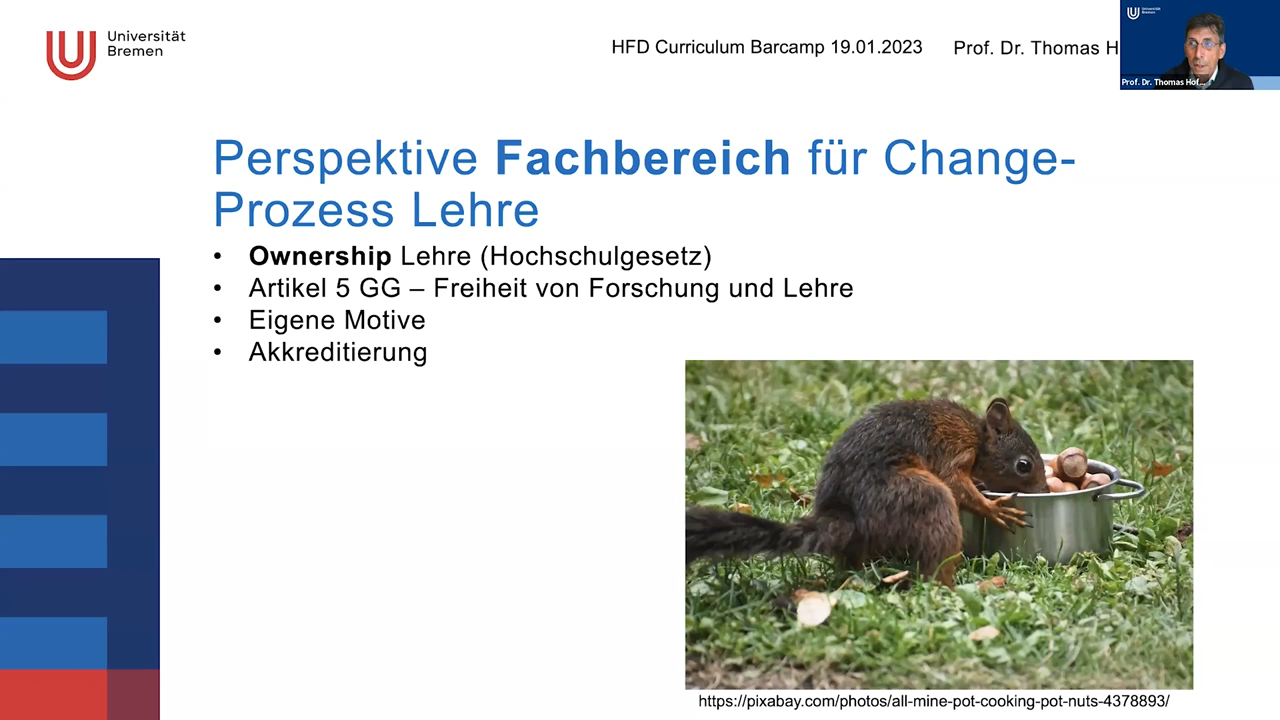 Universität
Bremen
HFD Curriculum Barcamp 19.01.2023 Prof. Dr. Thomas H
Universität
Bremen
Prof. Dr. Thomas Hof...
Perspektive Fachbereich für Change-
Prozess Lehre
• Ownership Lehre (Hochschulgesetz)
• Artikel 5 GG – Freiheit von Forschung und Lehre
• Eigene Motive
• Akkreditierung
https://pixabay.com/photos/all-mine-pot-cooking-pot-nuts-4378893/